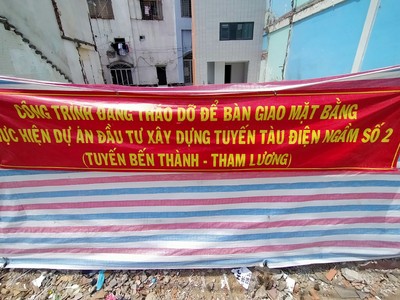 CÔNG TRÌNH ĐANG THÁO DỠ ĐỂ BÀN GIAO MẶT BẰNG
THỰC HIỆN DỰ ÁN ĐẦU TƯ XÂY DỰNG TUYẾN TÀU ĐIỆN NGẦM SỐ 2
(TUYẾN BẾN THÀNH - THAM LƯƠNG)